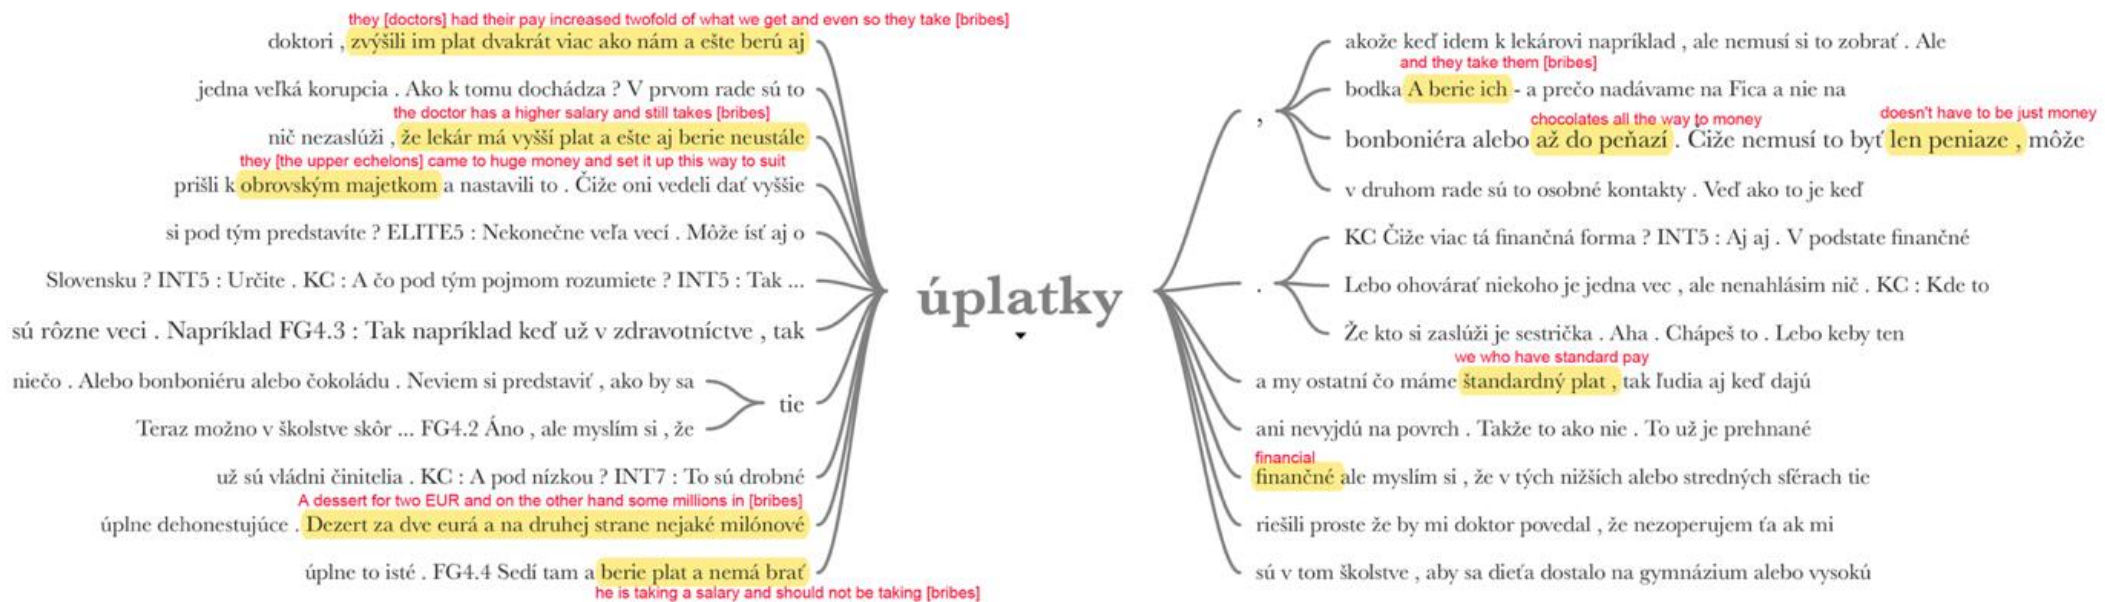 they [doctors] had their pay increased twofold of what we get and even so they take [bribes]
doktori , zvýšili im plat dvakrát viac ako nám a ešte berú aj
jedna veľká korupcia . Ako k tomu dochádza ? V prvom rade sú to
the doctor has a higher salary and still takes [bribes]
nič nezaslúži , že lekár má vyšší plat a ešte aj berie neustále
they [the upper echelons] came to huge money and set it up this way to suit
prišli k obrovským majetkom a nastavili to . Čiže oni vedeli dať vyššie
si pod tým predstavíte ? ELITE5 : Nekonečne veľa vecí . Môže ísť aj o
Slovensku ? INT5 : Určite . KC : A čo pod tým pojmom rozumiete ? INT5 : Tak ...
sú rôzne veci . Napríklad FG4.3 : Tak napríklad keď už v zdravotníctve , tak
niečo . Alebo bonboniéru alebo čokoládu . Neviem si predstaviť , ako by sa
tie
Teraz možno v školstve skôr ... FG4.2 Áno , ale myslím si , že
už sú vládni činitelia . KC : A pod nízkou ? INT7 : To sú drobné
A dessert for two EUR and on the other hand some millions in [bribes]
úplne dehonestujúce . Dezert za dve eurá a na druhej strane nejaké milónové
úplne to isté . FG4.4 Sedí tam a berie plat a nemá brať
he is taking a salary and should not be taking [bribes]
úplatky
,
akože keď idem k lekárovi napríklad , ale nemusí si to zobrať . Ale
and they take them [bribes]
bodka A berie ich - a prečo nadávame na Fica a nie na
chocolates all the way to money
doesn't have to be just money
bonboniéra alebo až do peňazí . Čiže nemusí to byť len peniaze , môže
v druhom rade sú to osobné kontakty . Veď ako to je keď
.
KC Čiže viac tá finančná forma ? INT5 : Aj aj . V podstate finančné
Lebo ohovárať niekoho je jedna vec , ale nenahlásim nič . KC : Kde to
Že kto si zaslúži je sestrička . Aha . Chápeš to . Lebo keby ten
we who have standard pay
a my ostatní čo máme štandardný plat , tak ľudia aj keď dajú
ani nevyjdú na povrch . Takže to ako nie . To už je prehnané
financial
finančné ale myslím si , že v tých nižších alebo stredných sférach tie
riešili proste že by mi doktor povedal , že nezoperujem ťa ak mi
sú v tom školstve , aby sa dieťa dostalo na gymnázium alebo vysokú